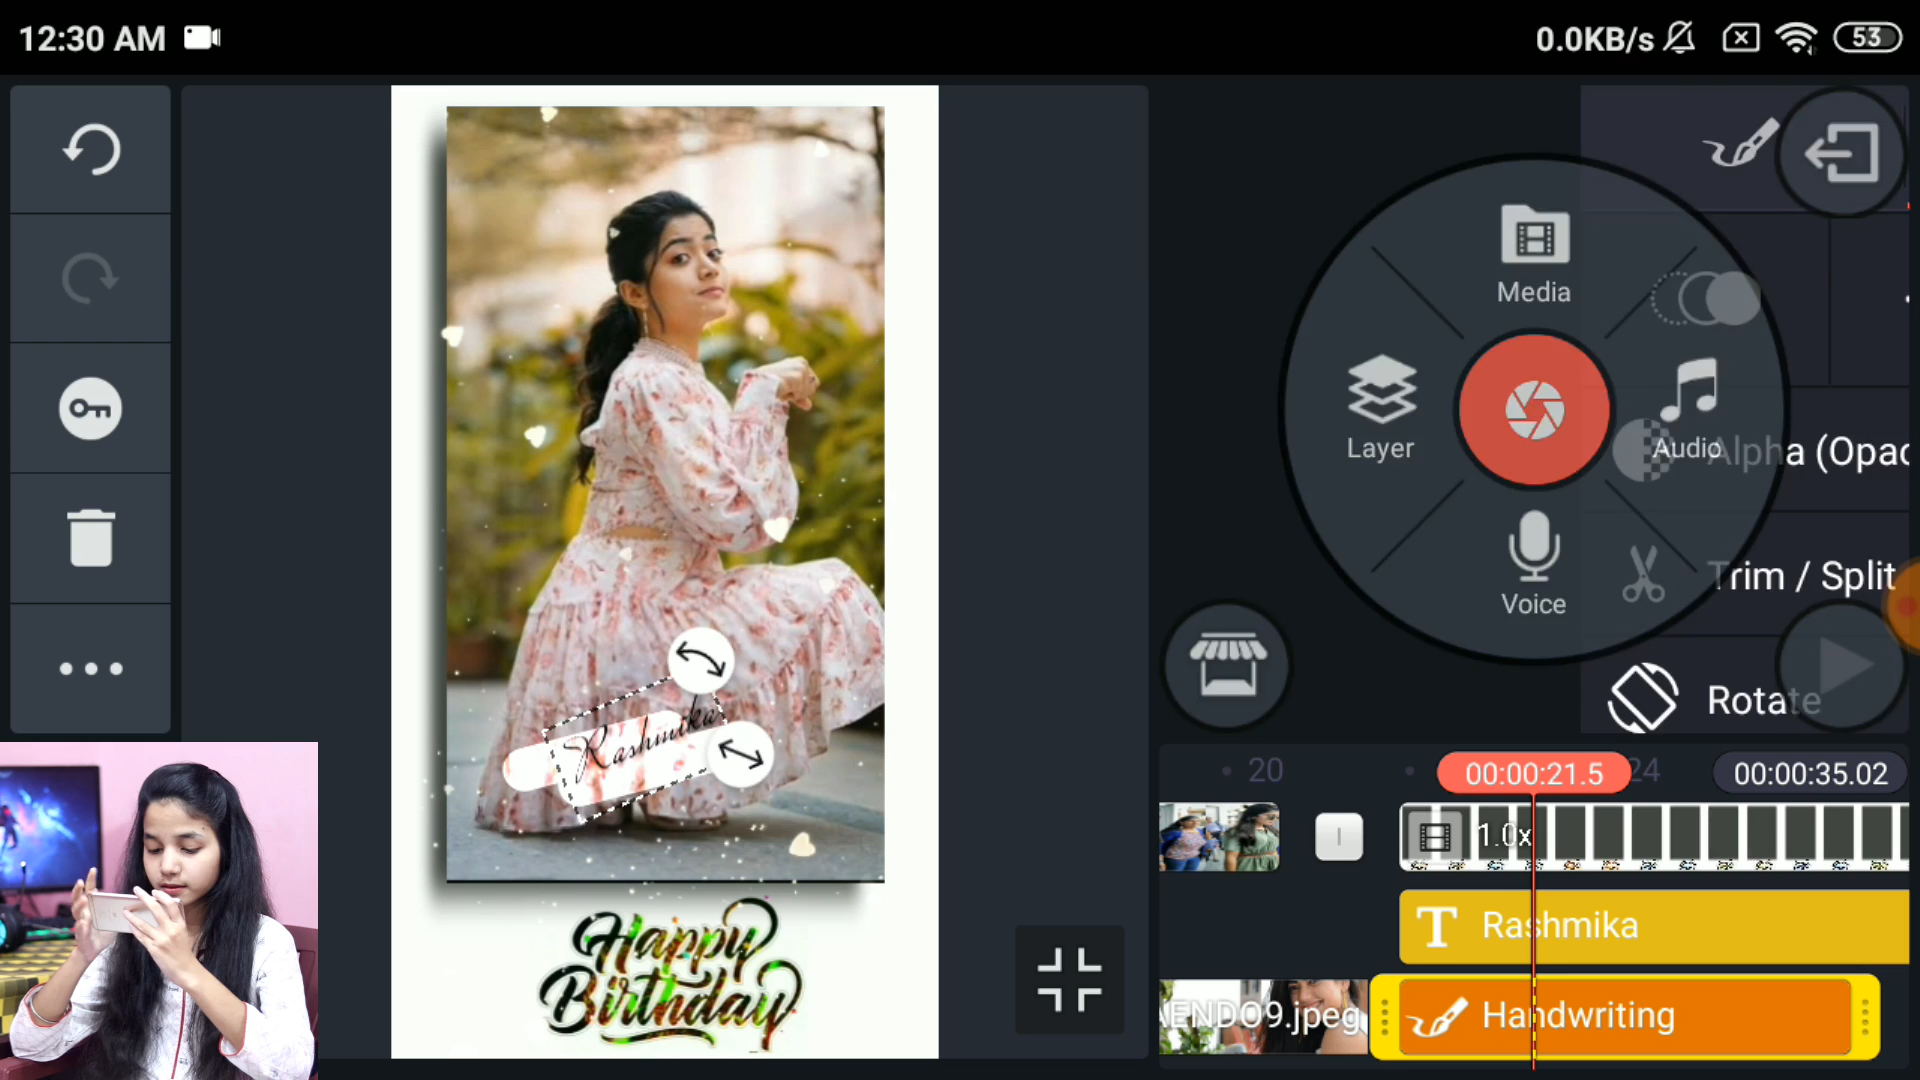 12:30 AM
0.0KB/s
53
Media
Layer
Audio
Alpha (Opac
Voice
Trim / Split
Rotate
Rashmika
Happy
Birthday
20
00:00:21.5
24
00:00:35.02
1.0x
T Rashmika
ENDO9.jpeg
Handwriting